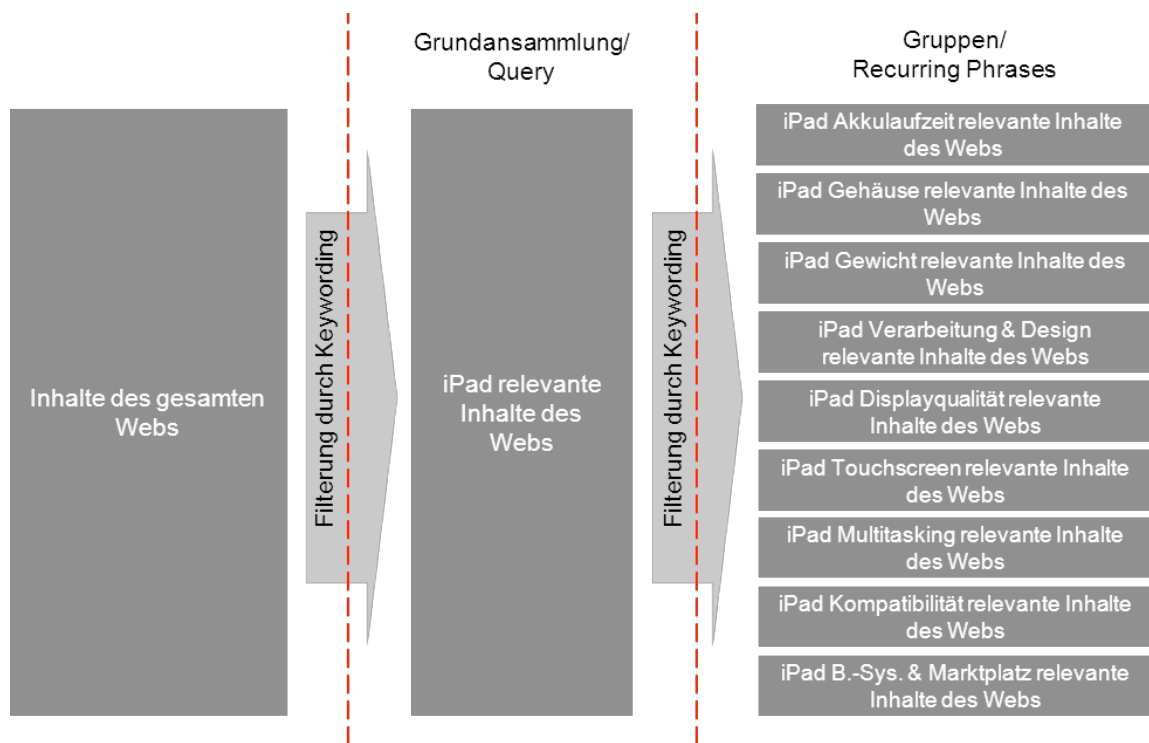 Grundansammlung/
Query
Gruppen/
Recurring Phrases
Inhalte des gesamten
Webs
Filterung durch Keywording
iPad relevante
Inhalte des
Webs
Filterung durch Keywording
iPad Akkulaufzeit relevante Inhalte
des Webs
iPad Gehäuse relevante Inhalte des
Webs
iPad Gewicht relevante Inhalte des
Webs
iPad Verarbeitung & Design
relevante Inhalte des Webs
iPad Displayqualität relevante
Inhalte des Webs
iPad Touchscreen relevante Inhalte
des Webs
iPad Multitasking relevante Inhalte
des Webs
iPad Kompatibilität relevante Inhalte
des Webs
iPad B.-Sys. & Marktplatz relevante
Inhalte des Webs